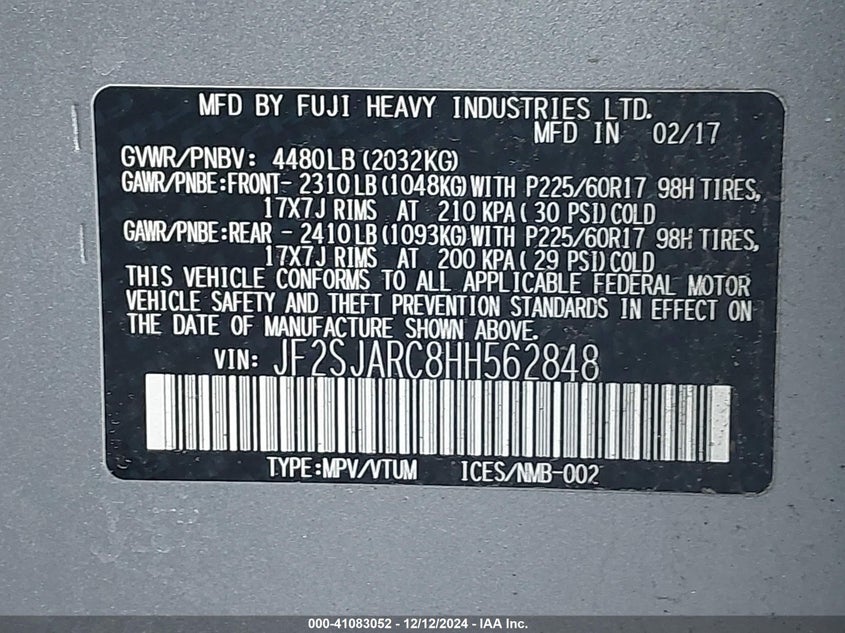 MFD BY FUJI HEAVY INDUSTRIES LTD.
MFD IN 02/17
GVWR/PNBV: 4480LB (2032KG)
GAWR/PNBE:FRONT- 2310LB (1048KG) WITH P225/60R17 98H TIRES,
17X7J RIMS AT 210 KPA( 30 PSI) COLD
GAWR/PNBE:REAR - 2410LB (1093KG) WITH P225/60R17 98H TIRES,
17X7J RIMS AT 200 KPA( 29 PSI) COLD
THIS VEHICLE CONFORMS TO ALL APPLICABLE FEDERAL MOTOR
VEHICLE SAFETY AND THEFT PREVENTION STANDARDS IN EFFECT ON
THE DATE OF MANUFACTURE SHOWN ABOVE.
VIN: JF2SJARC8HH562848
TYPE:MPV/VTUM ICES/NMB-002
000-41083052 - 12/12/2024 - IAA Inc.